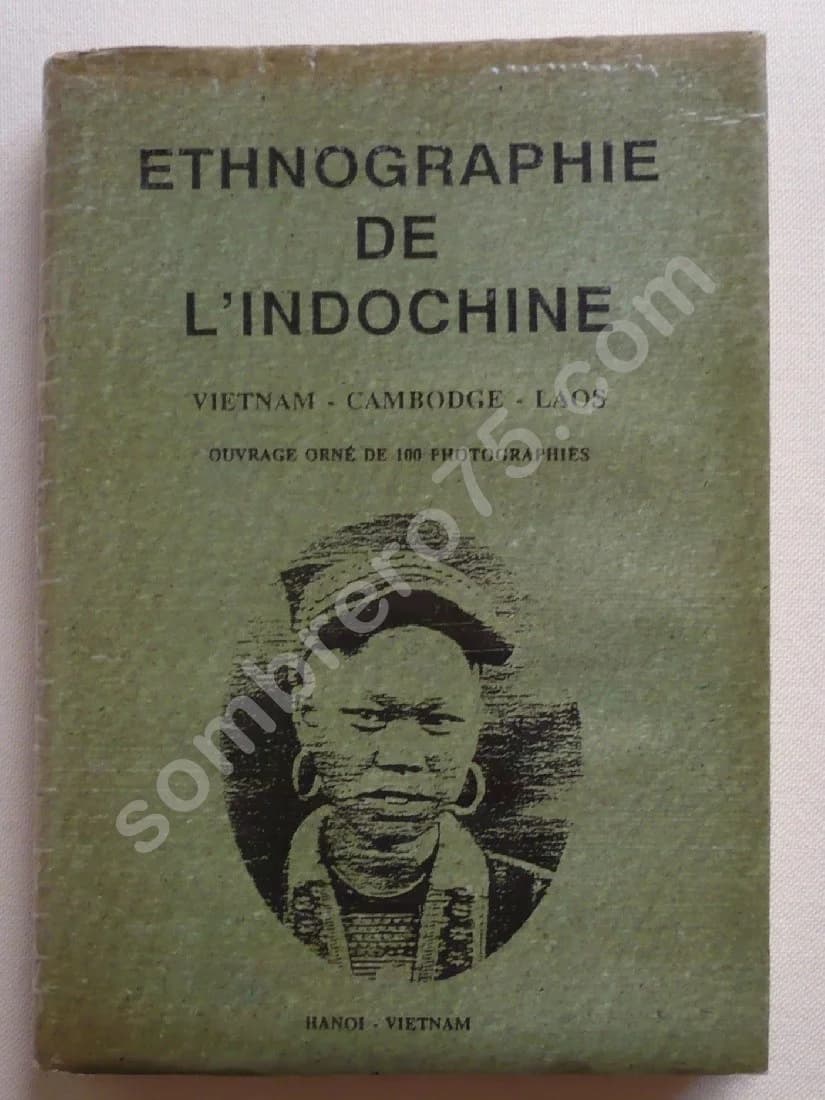 ETHNOGRAPHIE
DE
L'INDOCHINE
VIETNAM - CAMBODGE - LAOS
OUVRAGE ORNÉ DE 100 PHOTOGRAPHIES
sombrero75.com
HANOI - VIETNAM